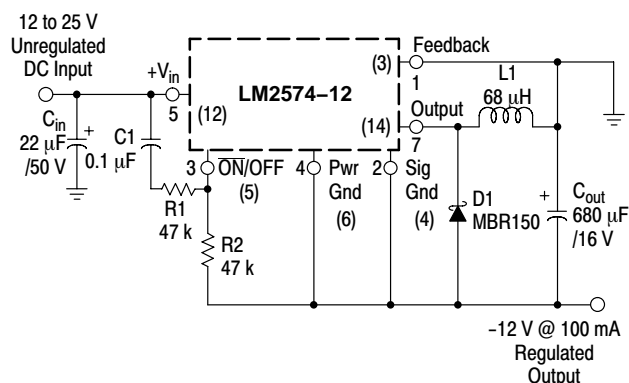 12 to 25 V
Unregulated
DC Input
+Vin
5
(12)
LM2574–12
(3)
Feedback
1
(14)
Output
7
L1
68 μH
Cin
22 μF
/50 V
+
C1
0.1 μF
3
ON/OFF
(5)
4
Pwr
Gnd
(6)
2
Sig
Gnd
(4)
R1
47 k
R2
47 k
D1
MBR150
+
Cout
680 μF
/16 V
–12 V @ 100 mA
Regulated
Output